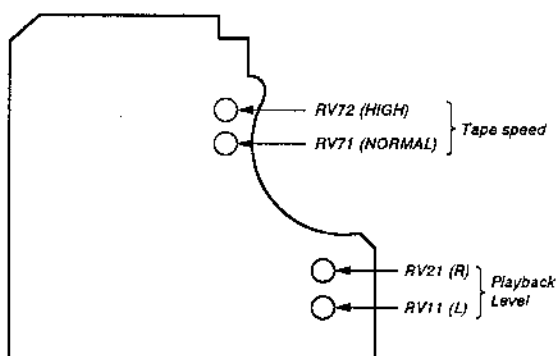 RV72 (HIGH)
RV71 (NORMAL)
Tape speed
RV21 (R)
RV11 (L)
Playback
Level